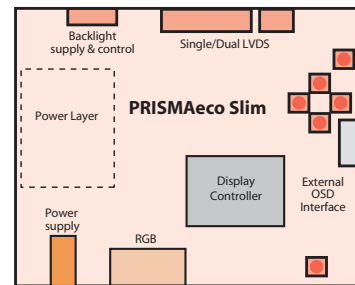 Backlight
supply & control
Single/Dual LVDS
Power Layer
PRISMAeco Slim
Display
Controller
External
OSD
Interface
Power
supply
RGB